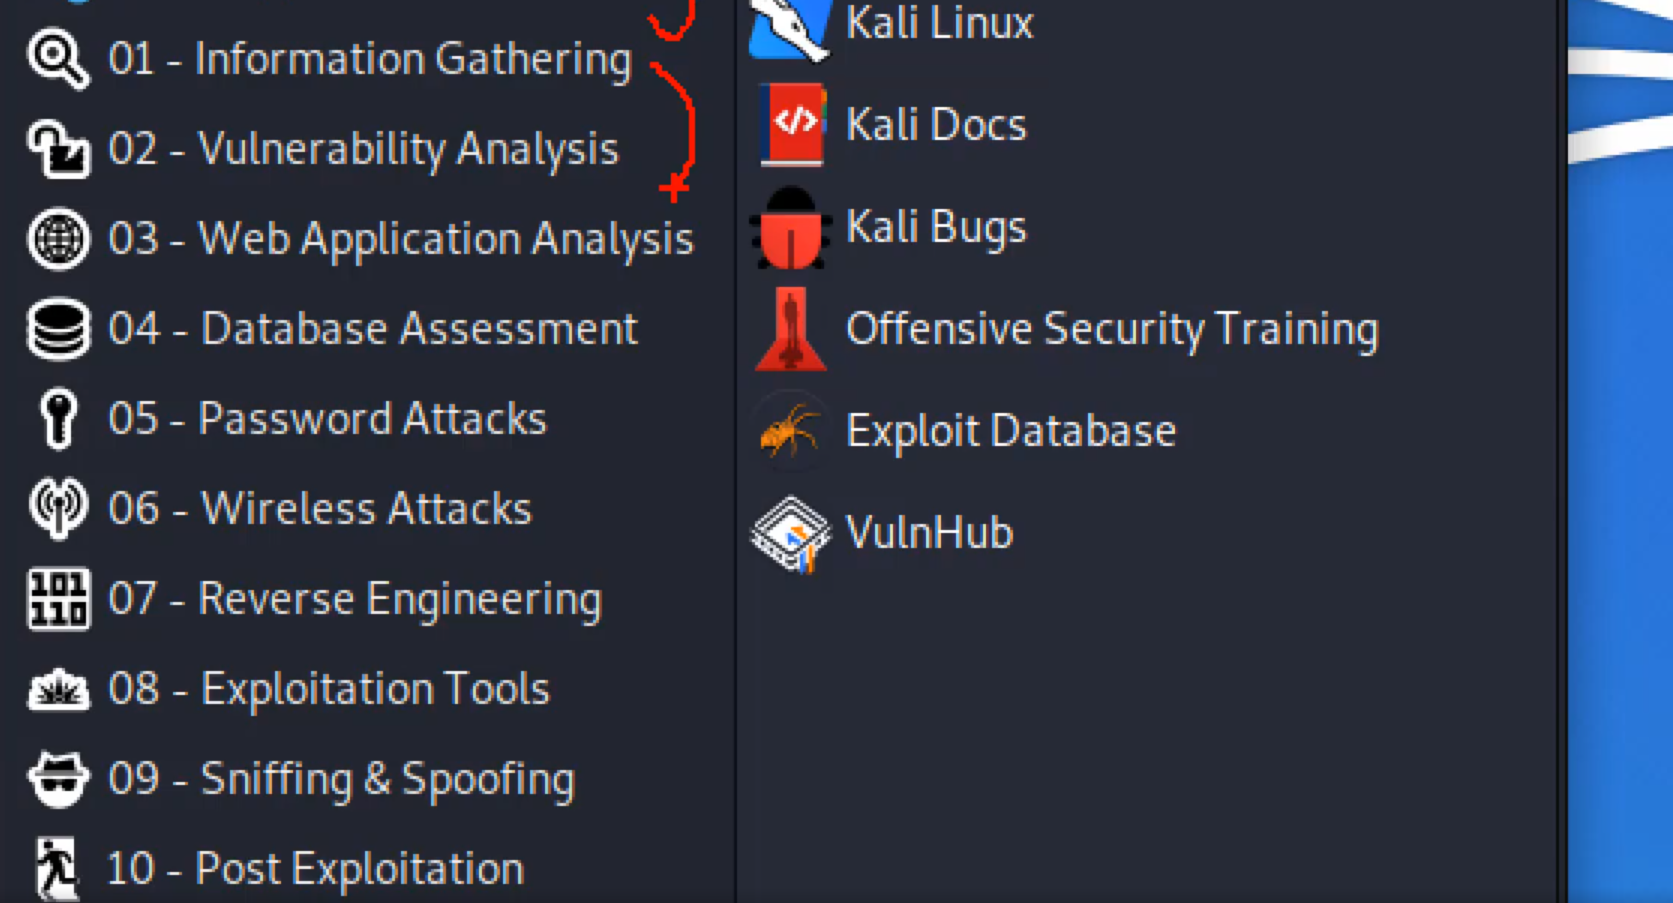 01 - Information Gathering
02 - Vulnerability Analysis
03 - Web Application Analysis
04 - Database Assessment
05 - Password Attacks
06 - Wireless Attacks
101
110
07 - Reverse Engineering
08 - Exploitation Tools
09 - Sniffing & Spoofing
10 - Post Exploitation
Kali Linux
</>
Kali Docs
Kali Bugs
Offensive Security Training
Exploit Database
VulnHub